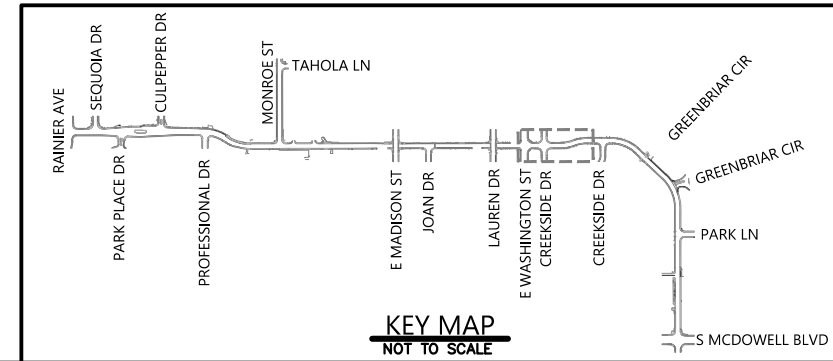 RAINIER AVE
SEQUOIA DR
CULPEPPER DR
PARK PLACE DR
PROFESSIONAL DR
MONROE ST
TAHOLA LN
E MADISON ST
JOAN DR
LAUREN DR
E WASHINGTON ST
CREEKSIDE DR
CREEKSIDE DR
GREENBRIAR CIR
GREENBRIAR CIR
PARK LN
S MCDOWELL BLVD
KEY MAP
NOT TO SCALE